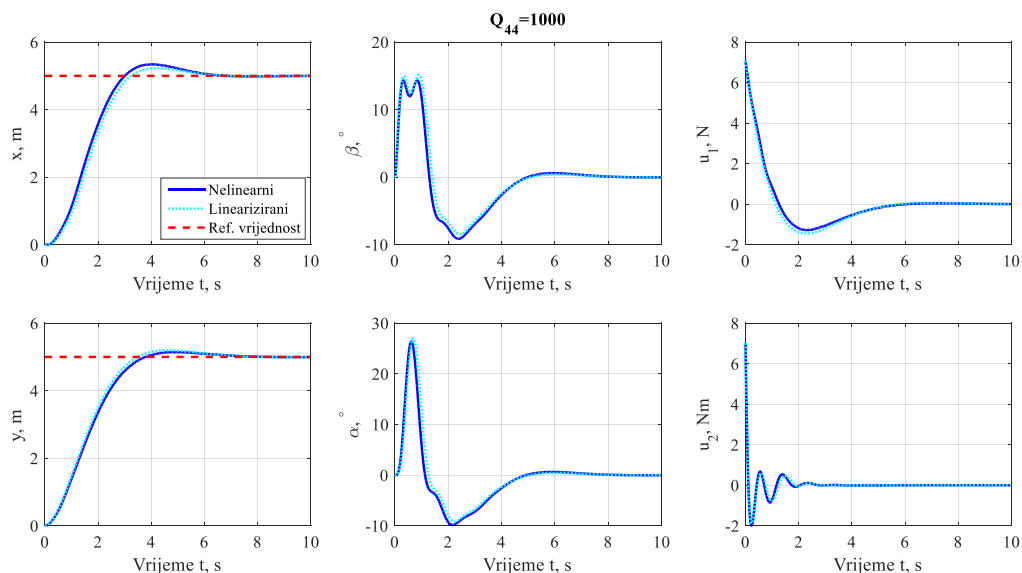 Q_44=1000
6
4
2
0
x, m
0 2 4 6 8 10
Vrijeme t, s
Nelinearni
Linearizirani
Ref. vrijednost
20
10
0
-10
β, °
0 2 4 6 8 10
Vrijeme t, s
8
6
4
2
0
-2
u_1, N
0 2 4 6 8 10
Vrijeme t, s
6
4
2
0
y, m
0 2 4 6 8 10
Vrijeme t, s
30
20
10
0
-10
α, °
0 2 4 6 8 10
Vrijeme t, s
8
6
4
2
0
-2
u_2, Nm
0 2 4 6 8 10
Vrijeme t, s